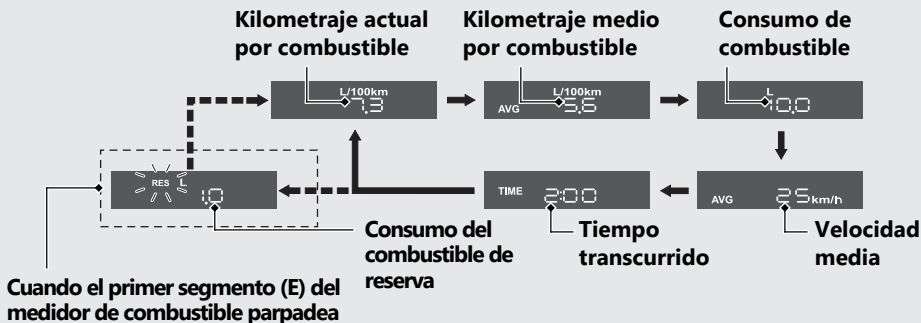 Kilometraje actual
por combustible
Kilometraje medio
por combustible
Consumo de
combustible
L/100km
7.3
L/100km
AVG 5.6
L
10.0
RES L
1.0
TIME 2:00
AVG 25 km/h
Consumo del
combustible de
reserva
Tiempo
transcurrido
Velocidad
media
Cuando el primer segmento (E) del
medidor de combustible parpadea